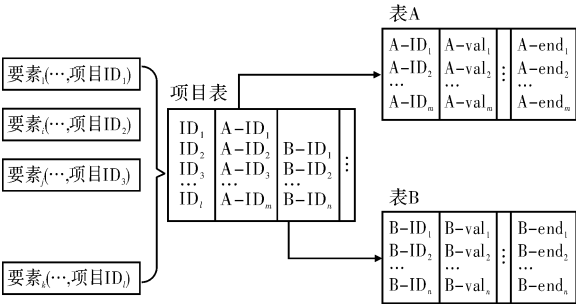 表A
A-ID₁ A-val₁ ⋮ A-end₁
A-ID₂ A-val₂ A-end₂
… … …
A-IDₘ A-valₘ A-endₘ
要素ᵢ(…,项目ID₁)
要素ᵢ(…,项目ID₂)
要素ⱼ(…,项目ID₃)
要素ₖ(…,项目IDₗ)
项目表
ID₁ A-ID₁
ID₂ A-ID₂ B-ID₁ ⋮
ID₃ A-ID₃ B-ID₂
… … …
IDₗ A-IDₘ B-IDₙ
表B
B-ID₁ B-val₁ ⋮ B-end₁
B-ID₂ B-val₂ B-end₂
… … …
B-IDₙ B-valₙ B-endₙ